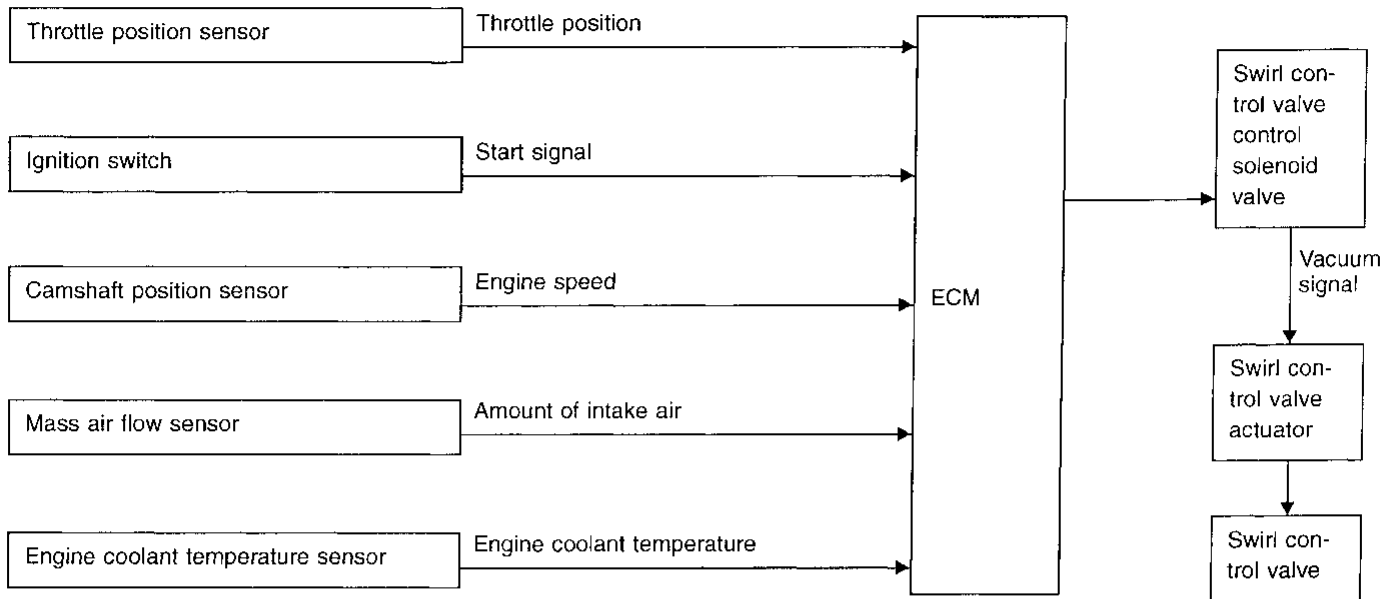 Throttle position sensor
Throttle position
Ignition switch
Start signal
Camshaft position sensor
Engine speed
Mass air flow sensor
Amount of intake air
Engine coolant temperature sensor
Engine coolant temperature
ECM
Swirl con-
trol valve
control
solenoid
valve
Vacuum
signal
Swirl con-
trol valve
actuator
Swirl con-
trol valve